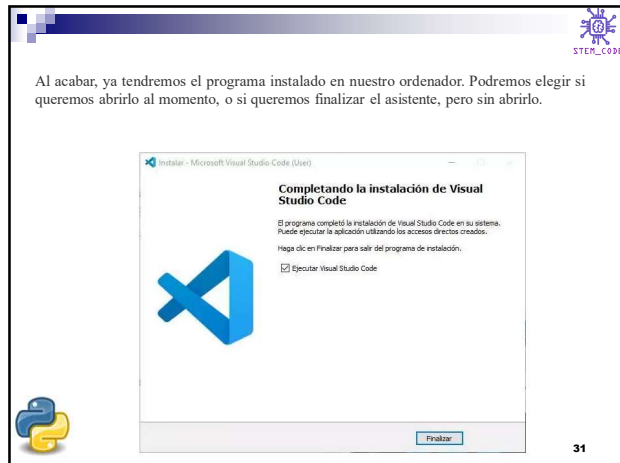 STEM_CODE
Al acabar, ya tendremos el programa instalado en nuestro ordenador. Podremos elegir si
queremos abrirlo al momento, o si queremos finalizar el asistente, pero sin abrirlo.
Instalar - Microsoft Visual Studio Code (User)
Completando la instalación de Visual
Studio Code
El programa completó la instalación de Visual Studio Code en su sistema.
Puede ejecutar la aplicación utilizando los accesos directos creados.
Haga clic en Finalizar para salir del programa de instalación.
Ejecutar Visual Studio Code
Finalizar
31